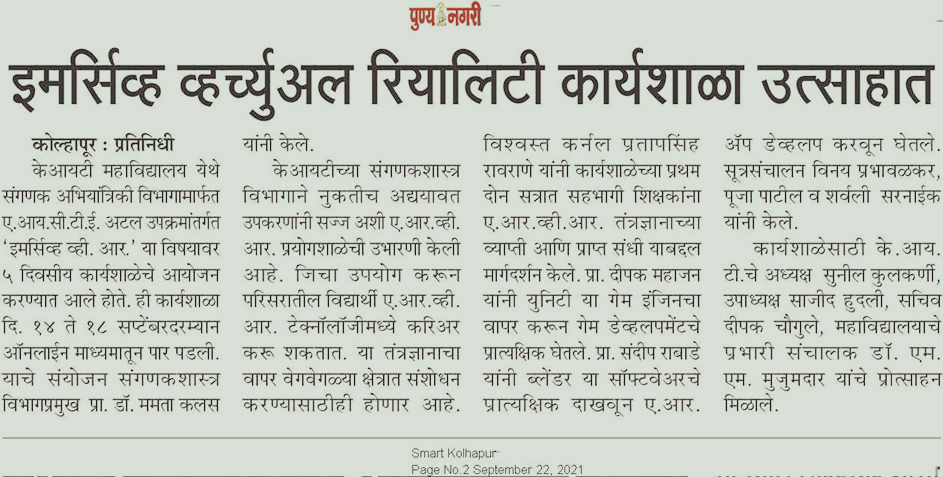 पुण्य नगरी
इमर्सिव्ह व्हर्च्युअल रियालिटी कार्यशाळा उत्साहात
कोल्हापूर : प्रतिनिधी
केआयटी महाविद्यालय येथे
संगणक अभियांत्रिकी विभागामार्फत
ए.आय.सी.टी.ई. अटल उपक्रमांतर्गत
'इमर्सिव्ह व्ही. आर.' या विषयावर
५ दिवसीय कार्यशाळेचे आयोजन
करण्यात आले होते. ही कार्यशाळा
दि. १४ ते १८ सप्टेंबरदरम्यान
ऑनलाईन माध्यमातून पार पडली.
याचे संयोजन संगणकशास्त्र
विभागप्रमुख प्रा. डॉ. ममता कलस
यांनी केले.
केआयटीच्या संगणकशास्त्र
विभागाने नुकतीच अद्ययावत
उपकरणांनी सज्ज अशी ए.आर.व्ही.
आर. प्रयोगशाळेची उभारणी केली
आहे. जिचा उपयोग करून
परिसरातील विद्यार्थी ए.आर.व्ही.
आर. टेक्नॉलॉजीमध्ये करिअर
करू शकतात. या तंत्रज्ञानाचा
वापर वेगवेगळ्या क्षेत्रात संशोधन
करण्यासाठीही होणार आहे.
विश्वस्त कर्नल प्रतापसिंह
रावराणे यांनी कार्यशाळेच्या प्रथम
दोन सत्रात सहभागी शिक्षकांना
ए.आर.व्ही.आर. तंत्रज्ञानाच्या
व्याप्ती आणि प्राप्त संधी याबद्दल
मार्गदर्शन केले. प्रा. दीपक महाजन
यांनी युनिटी या गेम इंजिनचा
वापर करून गेम डेव्हलपमेंटचे
प्रात्यक्षिक घेतले. प्रा. संदीप राबाडे
यांनी ब्लेंडर या सॉफ्टवेअरचे
प्रात्यक्षिक दाखवून ए.आर.
ॲप डेव्हलप करवून घेतले.
सूत्रसंचालन विनय प्रभावळकर,
पूजा पाटील व शर्वली सरनाईक
यांनी केले.
कार्यशाळेसाठी के.आय.
टी.चे अध्यक्ष सुनील कुलकर्णी,
उपाध्यक्ष साजीद हुदली, सचिव
दीपक चौगुले, महाविद्यालयाचे
प्रभारी संचालक डॉ. एम.
एम. मुजुमदार यांचे प्रोत्साहन
मिळाले.
Smart Kolhapur
Page No.2 September 22, 2021